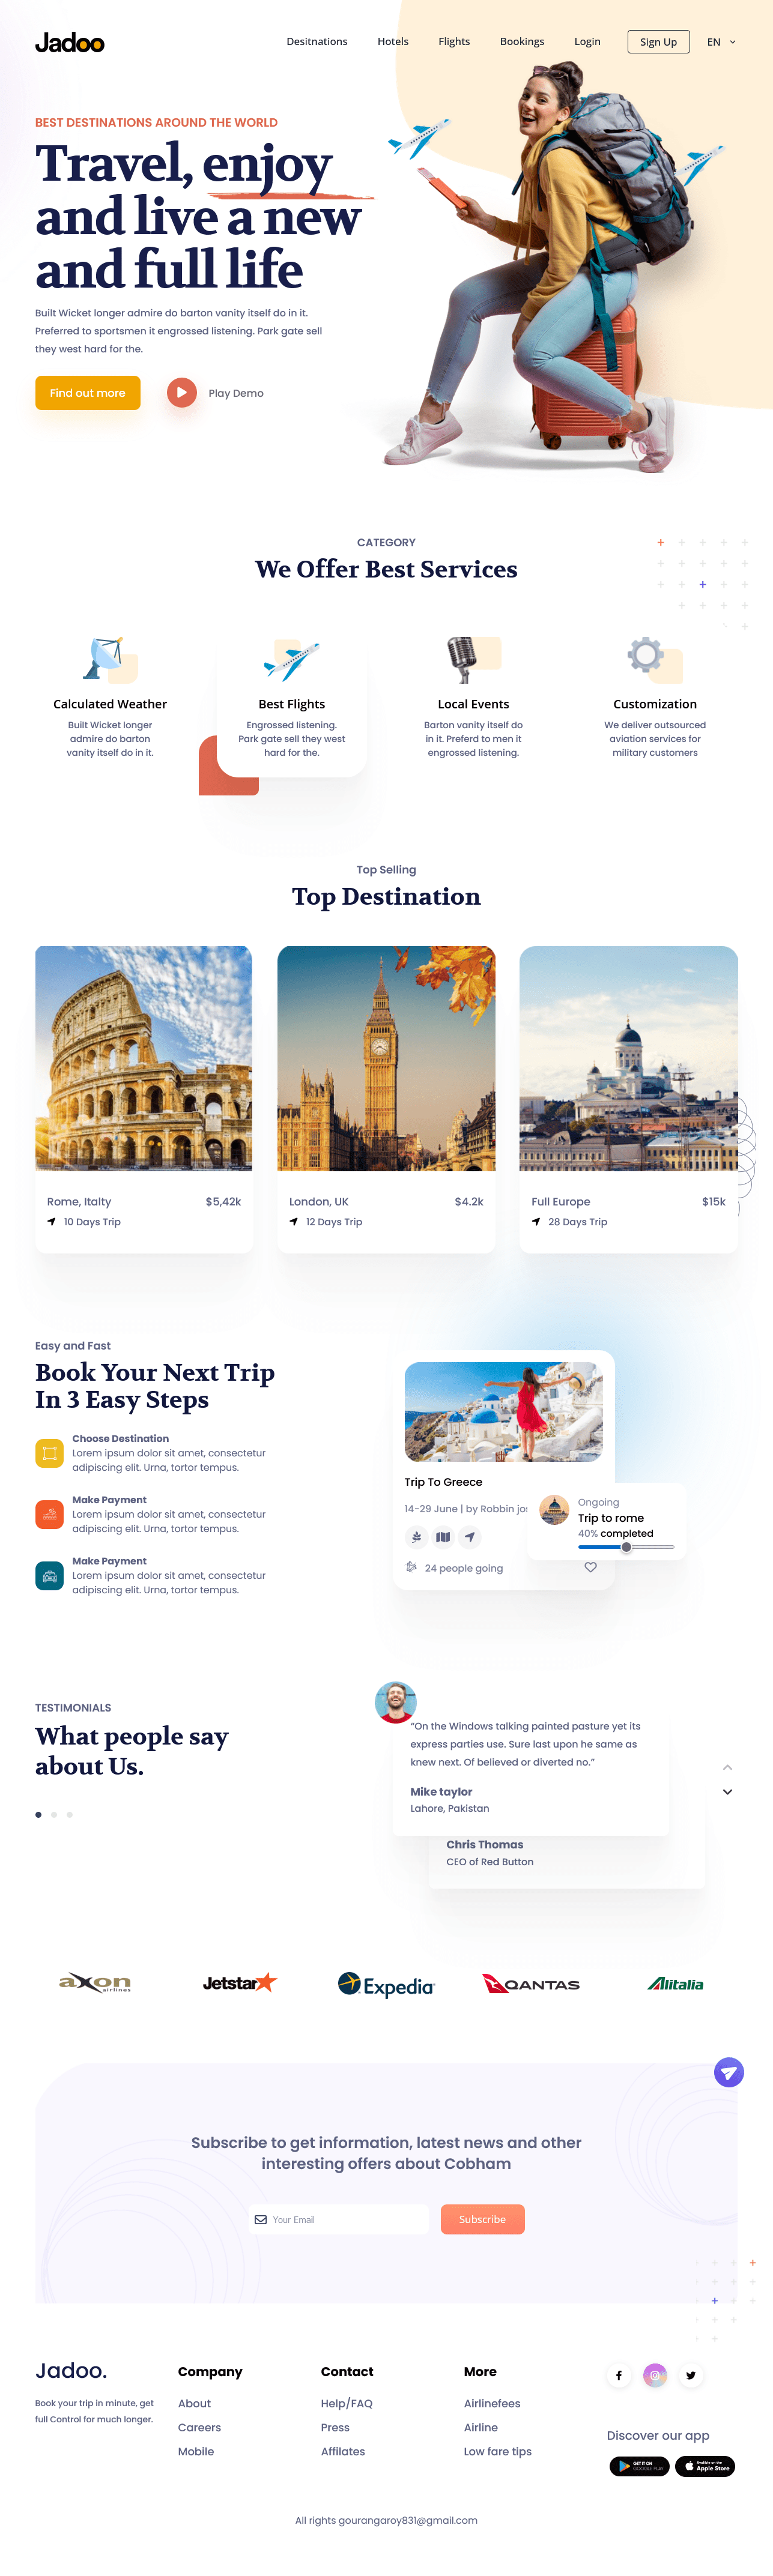 Jadoo
Desitnations
Hotels
Flights
Bookings
Login
Sign Up
EN
BEST DESTINATIONS AROUND THE WORLD
Travel, enjoy
and live a new
and full life
Built Wicket longer admire do barton vanity itself do in it.
Preferred to sportsmen it engrossed listening. Park gate sell
they west hard for the.
Find out more
Play Demo
CATEGORY
We Offer Best Services
Calculated Weather
Built Wicket longer
admire do barton
vanity itself do in it.
Best Flights
Engrossed listening.
Park gate sell they west
hard for the.
Local Events
Barton vanity itself do
in it. Preferd to men it
engrossed listening.
Customization
We deliver outsourced
aviation services for
military customers
Top Selling
Top Destination
Rome, Italty
$5,42k
10 Days Trip
London, UK
$4.2k
12 Days Trip
Full Europe
$15k
28 Days Trip
Easy and Fast
Book Your Next Trip
In 3 Easy Steps
Choose Destination
Lorem ipsum dolor sit amet, consectetur
adipiscing elit. Urna, tortor tempus.
Make Payment
Lorem ipsum dolor sit amet, consectetur
adipiscing elit. Urna, tortor tempus.
Make Payment
Lorem ipsum dolor sit amet, consectetur
adipiscing elit. Urna, tortor tempus.
Trip To Greece
14-29 June | by Robbin jos
24 people going
Ongoing
Trip to rome
40% completed
TESTIMONIALS
What people say
about Us.
“On the Windows talking painted pasture yet its
express parties use. Sure last upon he same as
knew next. Of believed or diverted no.”
Mike taylor
Lahore, Pakistan
Chris Thomas
CEO of Red Button
axon
airlines
Jetstar
Expedia
QANTAS
Alitalia
Subscribe to get information, latest news and other
interesting offers about Cobham
Your Email
Subscribe
Jadoo.
Book your trip in minute, get
full Control for much longer.
Company
About
Careers
Mobile
Contact
Help/FAQ
Press
Affilates
More
Airlinefees
Airline
Low fare tips
Discover our app
GET IT ON
GOOGLE PLAY
Available on the
Apple Store
All rights gourangaroy831@gmail.com